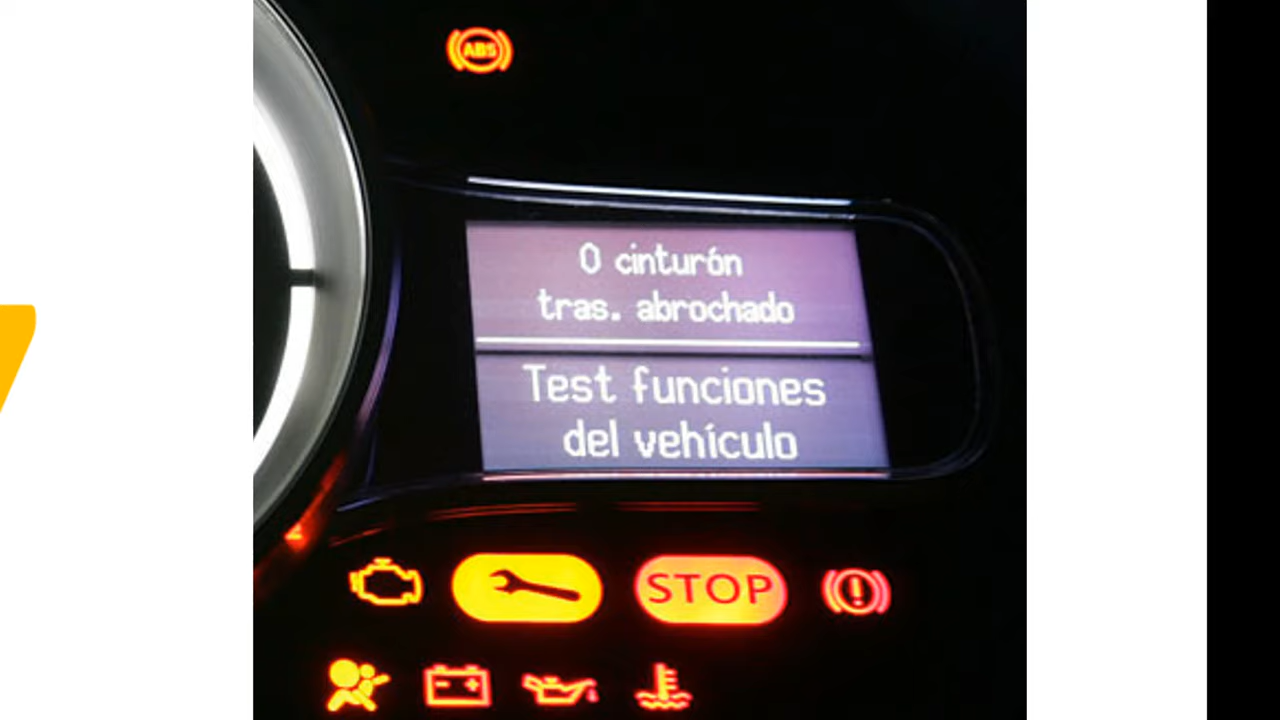 ABS
0 cinturón
tras. abrochado
Test funciones
del vehículo
STOP